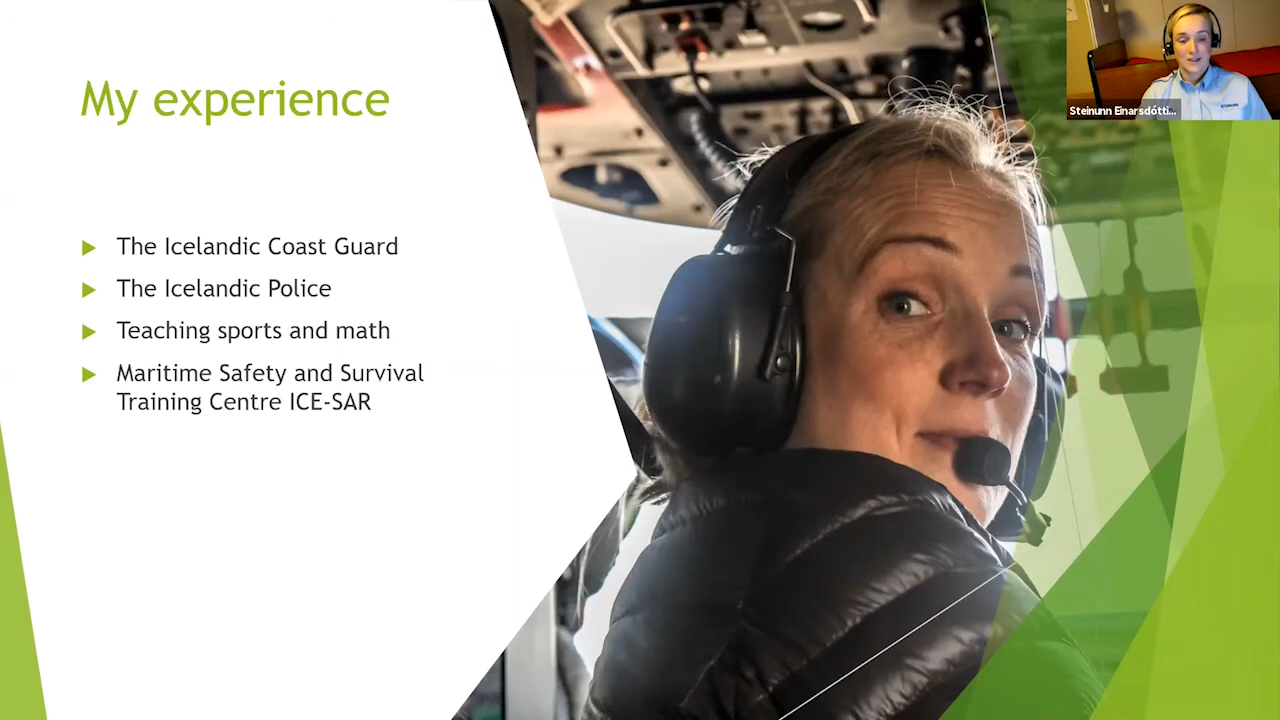 My experience
The Icelandic Coast Guard
The Icelandic Police
Teaching sports and math
Maritime Safety and Survival
Training Centre ICE-SAR
Steinunn Einarsdótti...